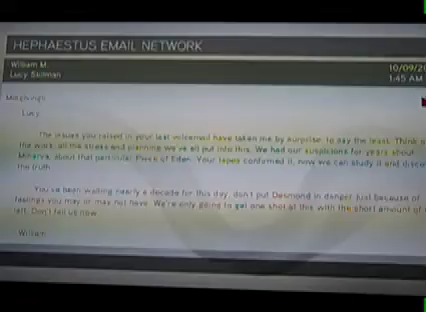 HEPHAESTUS EMAIL NETWORK
William M.
Lucy Stillman
10/09/20
1:45 AM
Lucy
The issues you raised in your last voicemail have taken me by surprise, to say the least. Think o
the work, all the stress and planning we've all put into this. We had our suspicions for years about
Minerva, about that particular Piece of Eden. Your tapes confirmed it, now we can study it and disco
the truth.
You've been waiting nearly a decade for this day, don't put Desmond in danger just because of
feelings you may or may not have. We're only going to get one shot at this with the short amount of
left. Don't fail us now.
William